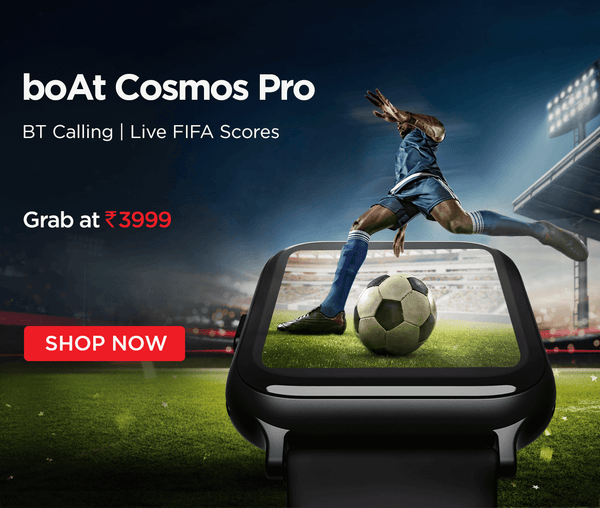 boAt Cosmos Pro
BT Calling | Live FIFA Scores
Grab at ₹3999
SHOP NOW